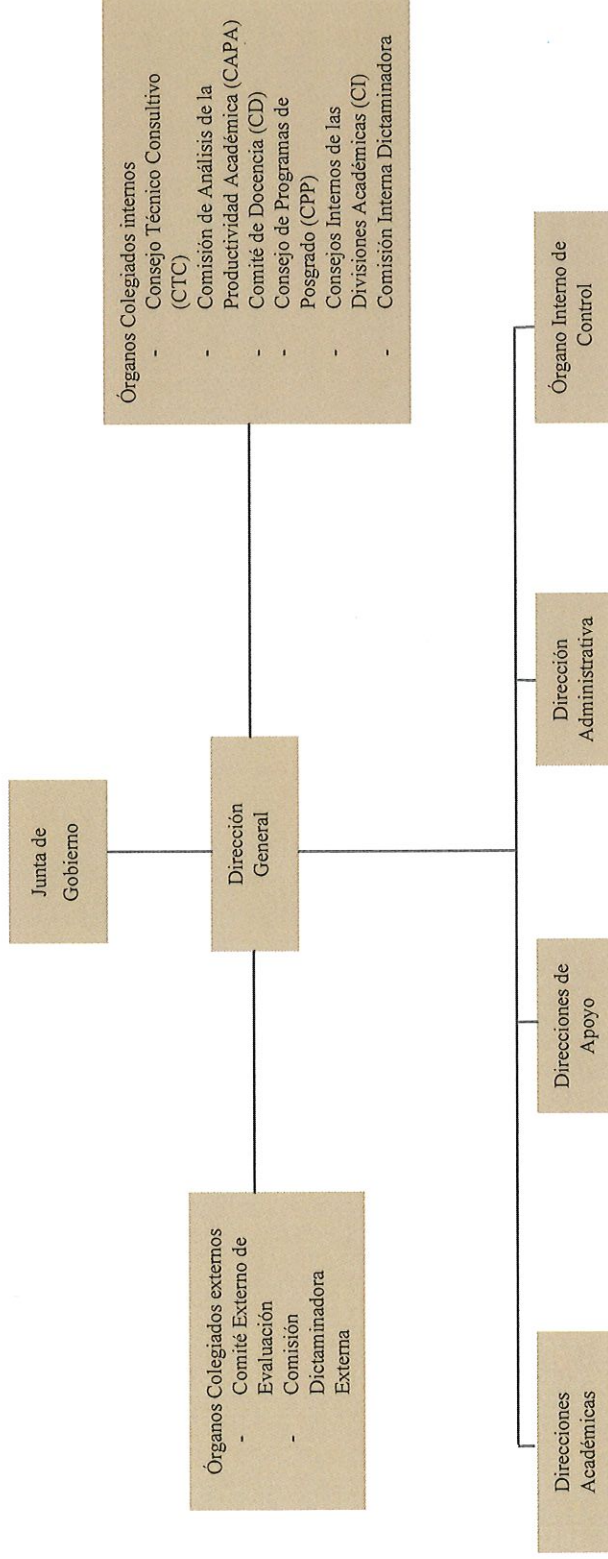 Junta de
Gobierno
Dirección
General
Órganos Colegiados externos
- Comité Externo de
Evaluación
- Comisión
Dictaminadora
Externa
Órganos Colegiados internos
- Consejo Técnico Consultivo
(CTC)
- Comisión de Análisis de la
Productividad Académica (CAPA)
- Comité de Docencia (CD)
- Consejo de Programas de
Posgrado (CPP)
- Consejos Internos de las
Divisiones Académicas (CI)
- Comisión Interna Dictaminadora
Direcciones
Académicas
Direcciones de
Apoyo
Dirección
Administrativa
Órgano Interno de
Control